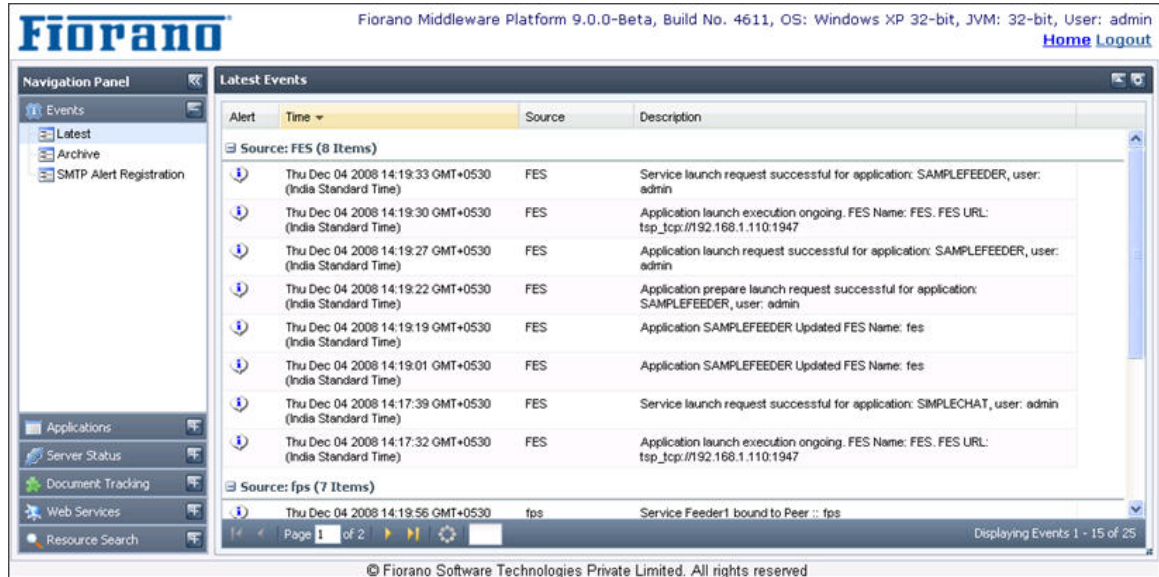 Fiorano
Fiorano Middleware Platform 9.0.0-Beta, Build No. 4611, OS: Windows XP 32-bit, JVM: 32-bit, User: admin
Home Logout
Navigation Panel
Events
Latest
Archive
SMTP Alert Registration
Applications
Server Status
Document Tracking
Web Services
Resource Search
Latest Events
Alert Time Source Description
Source: FES (8 Items)
Thu Dec 04 2008 14:19:33 GMT+0530 FES Service launch request successful for application: SAMPLEFEEDER, user:
(India Standard Time) admin
Thu Dec 04 2008 14:19:30 GMT+0530 FES Application launch execution ongoing. FES Name: FES. FES URL:
(India Standard Time) tsp_tcp://192.168.1.110:1947
Thu Dec 04 2008 14:19:27 GMT+0530 FES Application launch request successful for application: SAMPLEFEEDER, user:
(India Standard Time) admin
Thu Dec 04 2008 14:19:22 GMT+0530 FES Application prepare launch request successful for application:
(India Standard Time) SAMPLEFEEDER, user: admin
Thu Dec 04 2008 14:19:19 GMT+0530 FES Application SAMPLEFEEDER Updated FES Name: fes
(India Standard Time)
Thu Dec 04 2008 14:19:01 GMT+0530 FES Application SAMPLEFEEDER Updated FES Name: fes
(India Standard Time)
Thu Dec 04 2008 14:17:39 GMT+0530 FES Service launch request successful for application: SIMPLECHAT, user: admin
(India Standard Time)
Thu Dec 04 2008 14:17:32 GMT+0530 FES Application launch execution ongoing. FES Name: FES. FES URL:
(India Standard Time) tsp_tcp://192.168.1.110:1947
Source: fps (7 Items)
Thu Dec 04 2008 14:19:56 GMT+0530 fps Service Feeder1 bound to Peer :: fps
Page 1 of 2 Displaying Events 1 - 15 of 25
© Fiorano Software Technologies Private Limited. All rights reserved